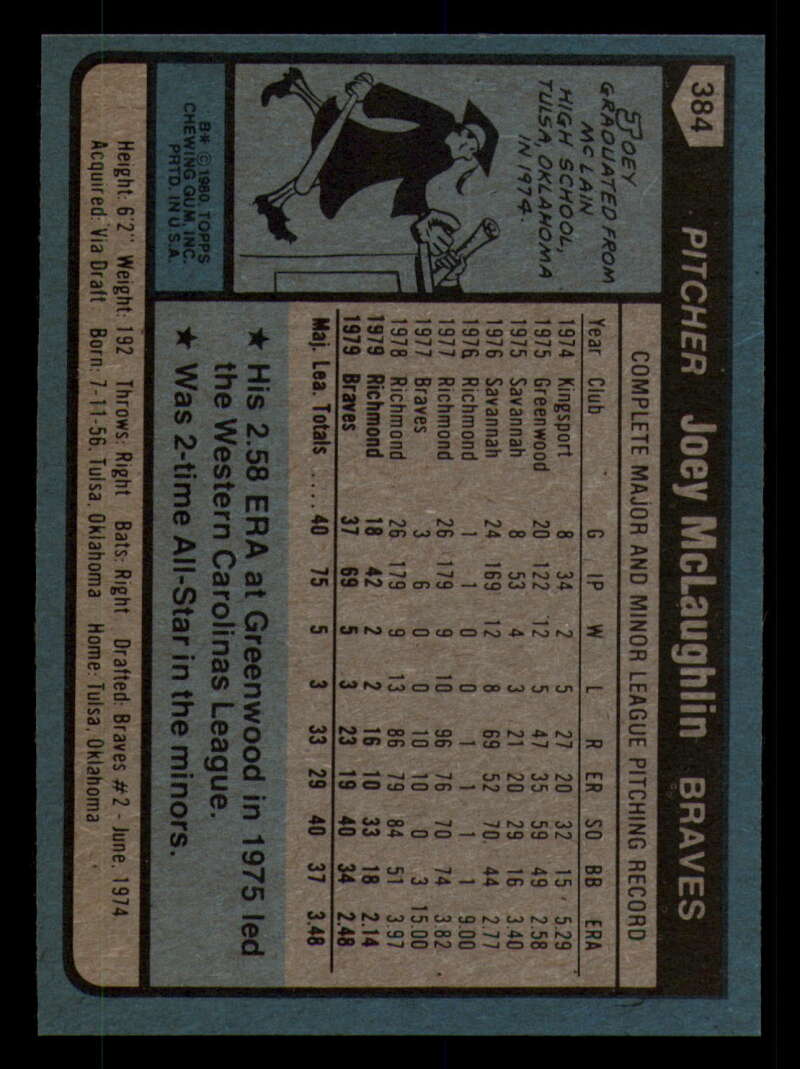 384 PITCHER Joey McLaughlin BRAVES
JOEY
GRADUATED FROM
McLAIN
HIGH SCHOOL,
TULSA, OKLAHOMA
IN 1974.
B* © 1980 TOPPS
CHEWING GUM, INC.
PRTD. IN U.S.A.
COMPLETE MAJOR AND MINOR LEAGUE PITCHING RECORD
Year Club G IP W L R ER SO BB ERA
1974 Kingsport 8 34 2 5 27 20 32 15 5.29
1975 Greenwood 20 122 12 5 47 35 59 49 2.58
1975 Savannah 8 53 4 3 21 20 29 16 3.40
1976 Savannah 24 169 12 8 69 52 70 44 2.77
1976 Richmond 1 1 0 0 1 1 1 1 9.00
1977 Richmond 26 179 9 10 96 76 70 74 3.82
1977 Braves 3 6 0 0 10 10 0 3 15.00
1978 Richmond 26 179 9 13 86 79 84 51 3.97
1979 Richmond 18 42 2 2 16 10 33 18 2.14
1979 Braves 37 69 5 3 23 19 40 34 2.48
Maj. Lea. Totals ..... 40 75 5 3 33 29 40 37 3.48
★ His 2.58 ERA at Greenwood in 1975 led
the Western Carolinas League.
★ Was 2-time All-Star in the minors.
Height: 6'2" Weight: 192 Throws: Right Bats: Right Drafted: Braves #2 - June, 1974
Acquired: Via Draft Born: 7-11-56, Tulsa, Oklahoma Home: Tulsa, Oklahoma